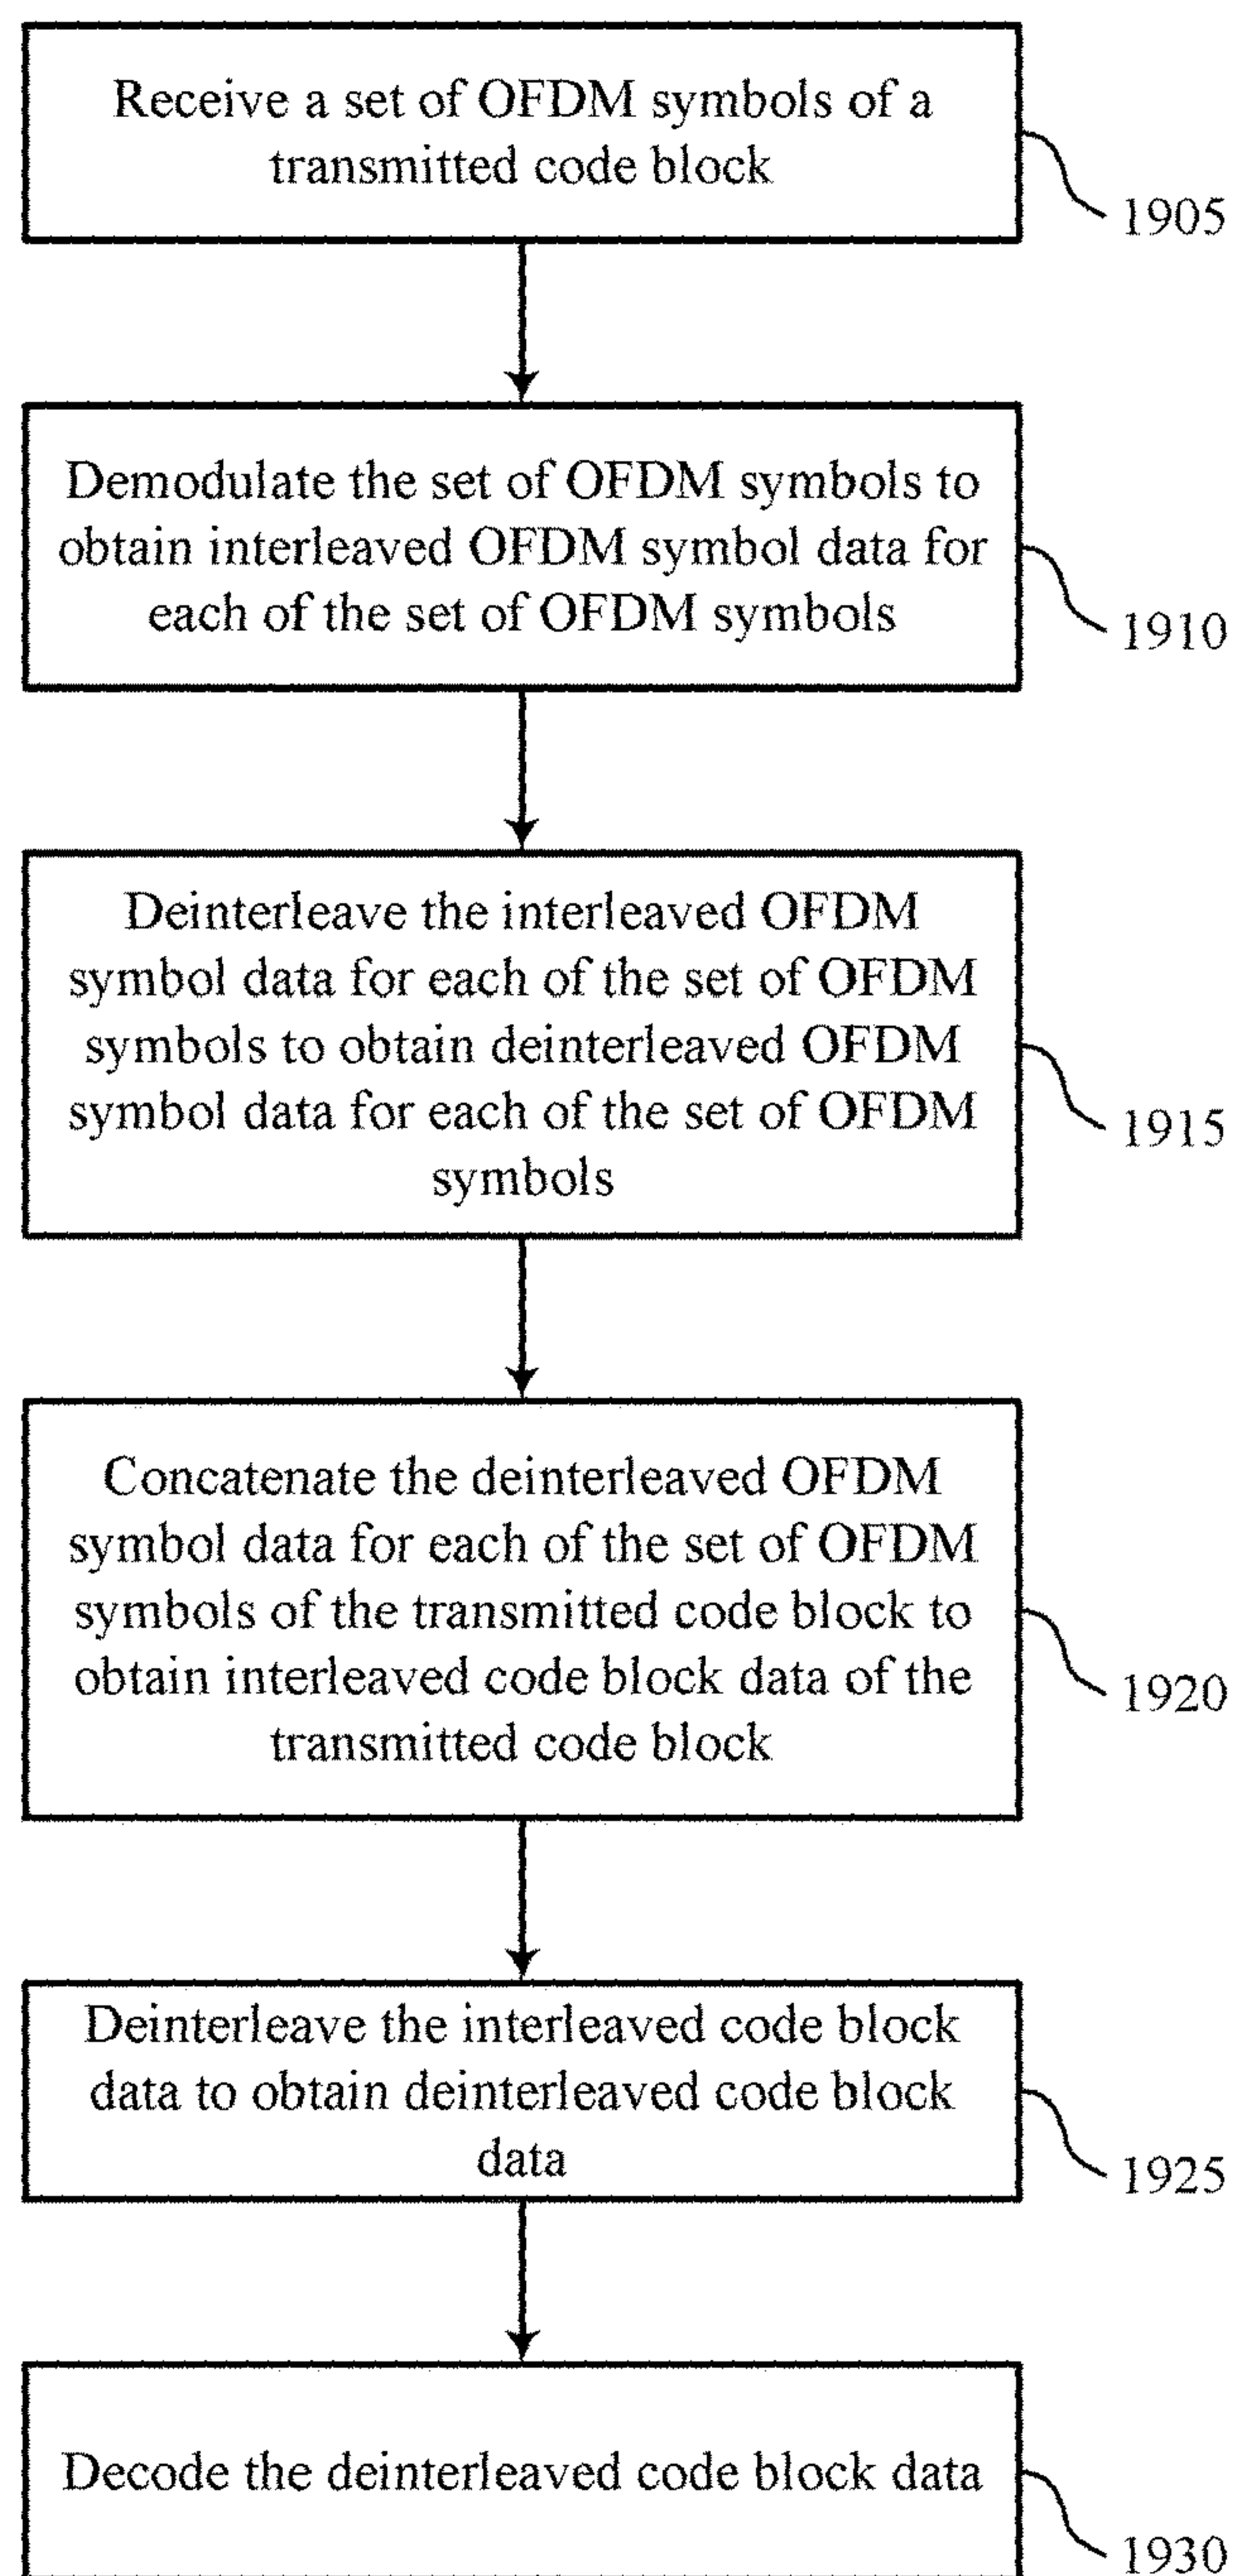 Receive a set of OFDM symbols of a
transmitted code block
1905
Demodulate the set of OFDM symbols to
obtain interleaved OFDM symbol data for
each of the set of OFDM symbols
1910
Deinterleave the interleaved OFDM
symbol data for each of the set of OFDM
symbols to obtain deinterleaved OFDM
symbol data for each of the set of OFDM
symbols
1915
Concatenate the deinterleaved OFDM
symbol data for each of the set of OFDM
symbols of the transmitted code block to
obtain interleaved code block data of the
transmitted code block
1920
Deinterleave the interleaved code block
data to obtain deinterleaved code block
data
1925
Decode the deinterleaved code block data
1930